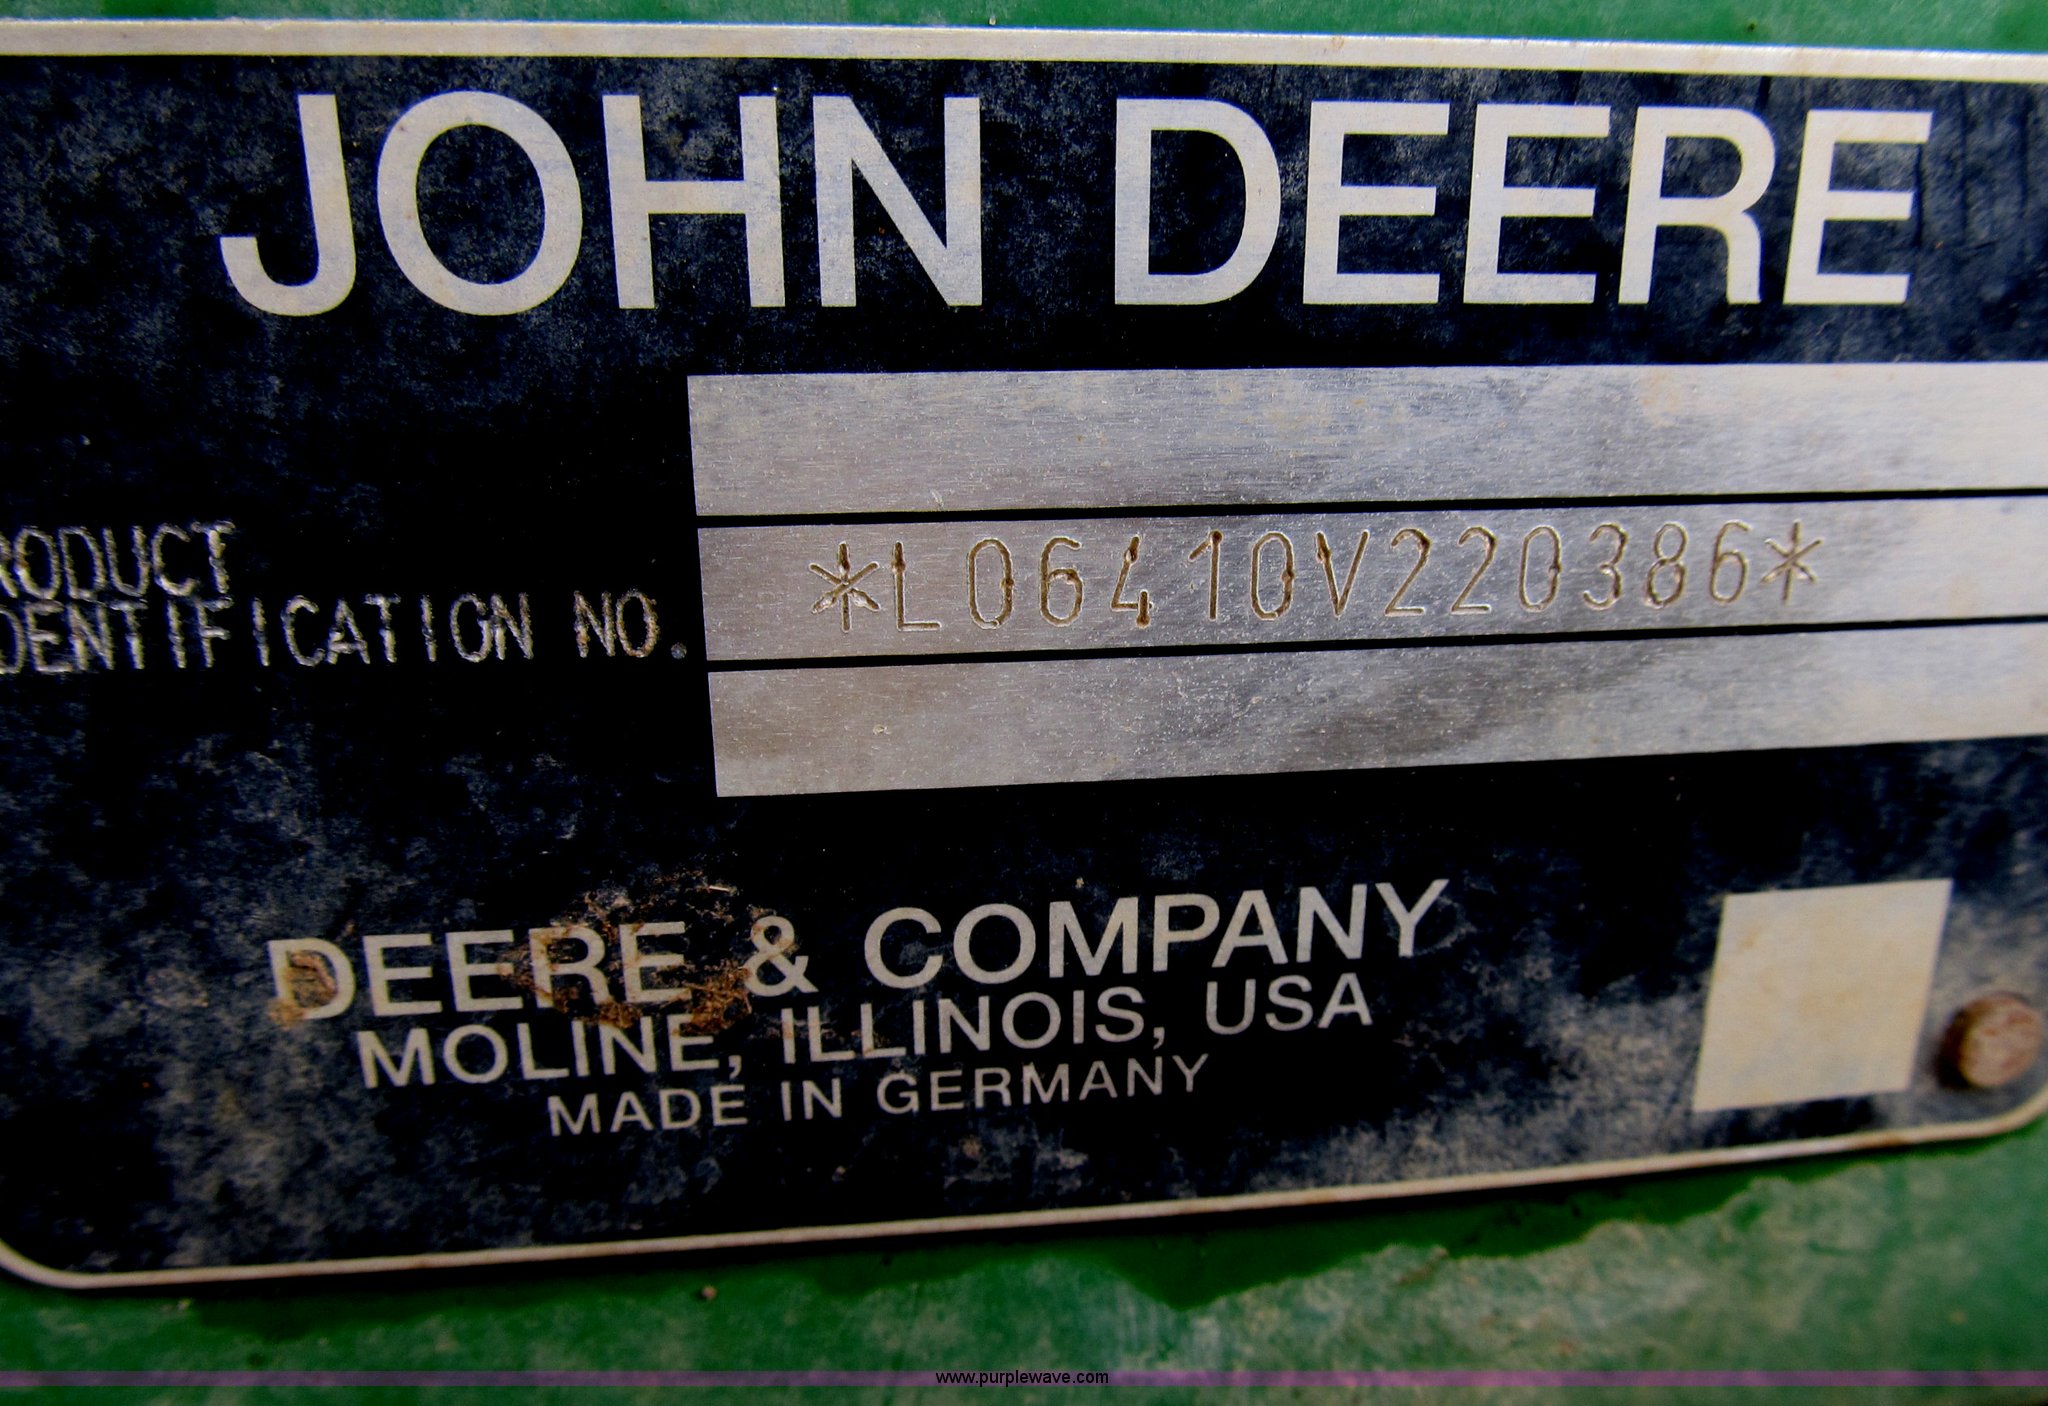 JOHN DEERE
RODUCT
DENTIFICATION NO.
*L06410V220386*
DEERE & COMPANY
MOLINE, ILLINOIS, USA
MADE IN GERMANY
www.purplewave.com